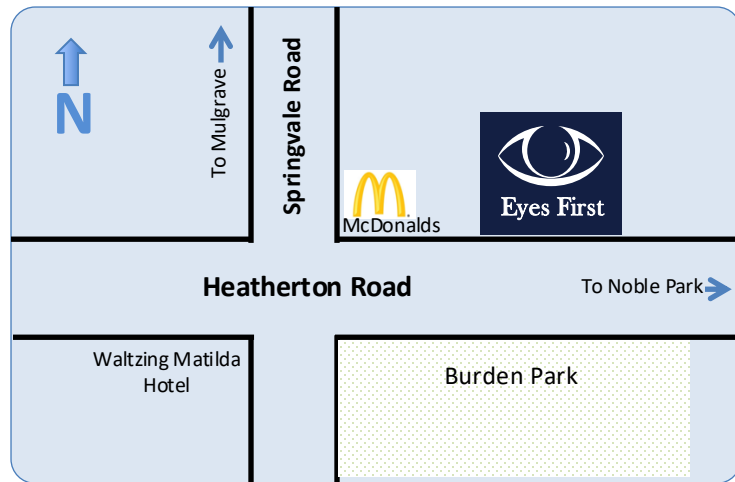 N
To Mulgrave
Springvale Road
McDonalds
Eyes First
Heatherton Road
To Noble Park
Waltzing Matilda
Hotel
Burden Park